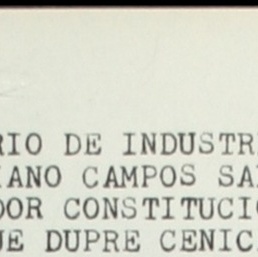 RIO DE INDUSTR
IANO CAMPOS SA
DOR CONSTITUCIO
UE DUPRE CENIC